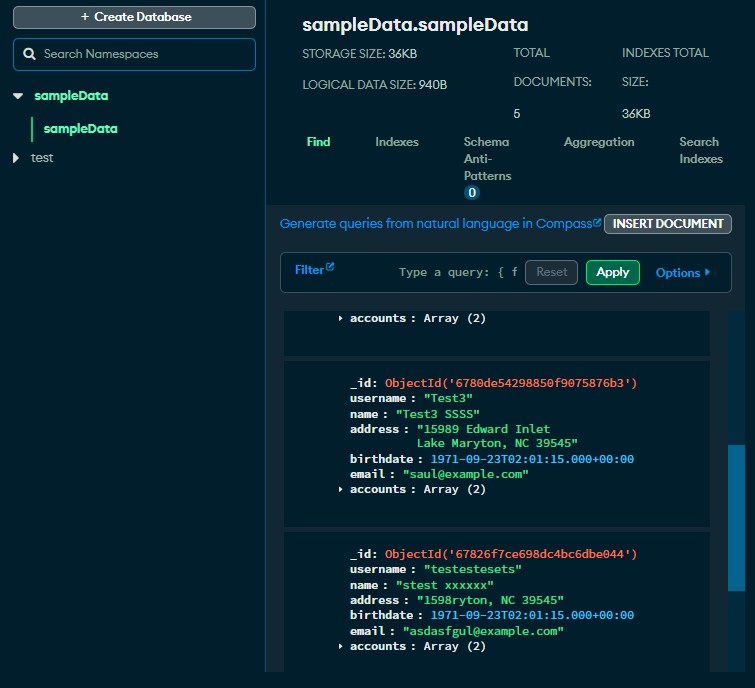 + Create Database
Search Namespaces
sampleData
sampleData
test
sampleData.sampleData
STORAGE SIZE: 36KB
LOGICAL DATA SIZE: 940B
TOTAL
DOCUMENTS:
5
INDEXES TOTAL
SIZE:
36KB
Find
Indexes
Schema
Anti-
Patterns
0
Aggregation
Search
Indexes
Generate queries from natural language in Compass
INSERT DOCUMENT
Filter
Type a query: { f
Reset
Apply
Options
accounts : Array (2)
_id: ObjectId('6780de54298850f9075876b3')
username : "Test3"
name : "Test3 SSSS"
address : "15989 Edward Inlet
Lake Maryton, NC 39545"
birthdate : 1971-09-23T02:01:15.000+00:00
email : "saul@example.com"
accounts : Array (2)
_id: ObjectId('67826f7ce698dc4bc6dbe044')
username : "testestesets"
name : "stest xxxxxx"
address : "1598ryton, NC 39545"
birthdate : 1971-09-23T02:01:15.000+00:00
email : "asdasfgul@example.com"
accounts : Array (2)